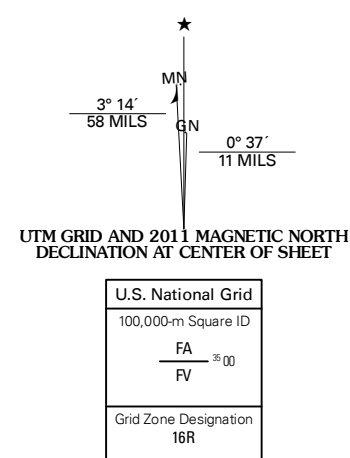 ★
MN
3° 14´
58 MILS
GN
0° 37´
11 MILS
UTM GRID AND 2011 MAGNETIC NORTH
DECLINATION AT CENTER OF SHEET
U.S. National Grid
100,000-m Square ID
FA
35 00
FV
Grid Zone Designation
16R